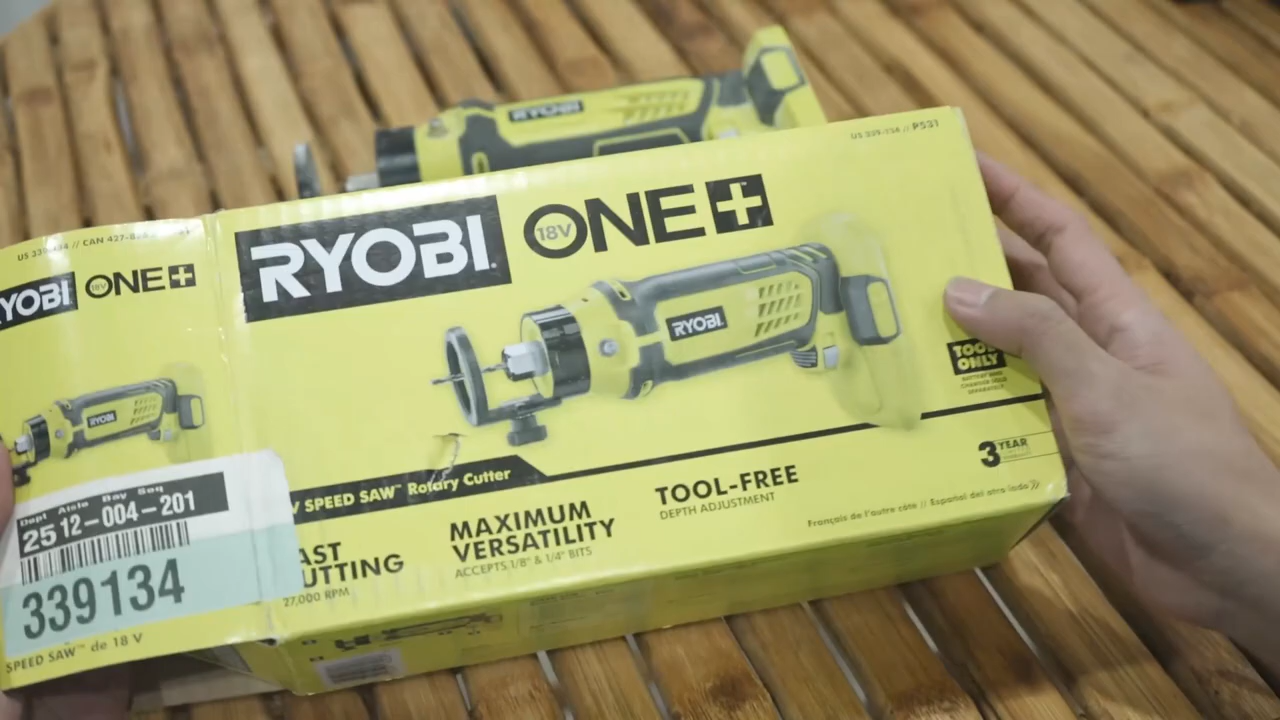 RYOBI
US 339-134 // P531
RYOBI
18V ONE+
RYOBI
TOOL
ONLY
V SPEED SAW™ Rotary Cutter
AST
UTTING
27,000 RPM
MAXIMUM
VERSATILITY
ACCEPTS 1/8" & 1/4" BITS
TOOL-FREE
DEPTH ADJUSTMENT
3 YEAR
Français de l'autre côté // Español del otro lado
// CAN
YOBI
18V ONE+
RYOBI
Dept Aisle Bay Seq
25 12-004-201
339134
SPEED SAW™ de 18 V